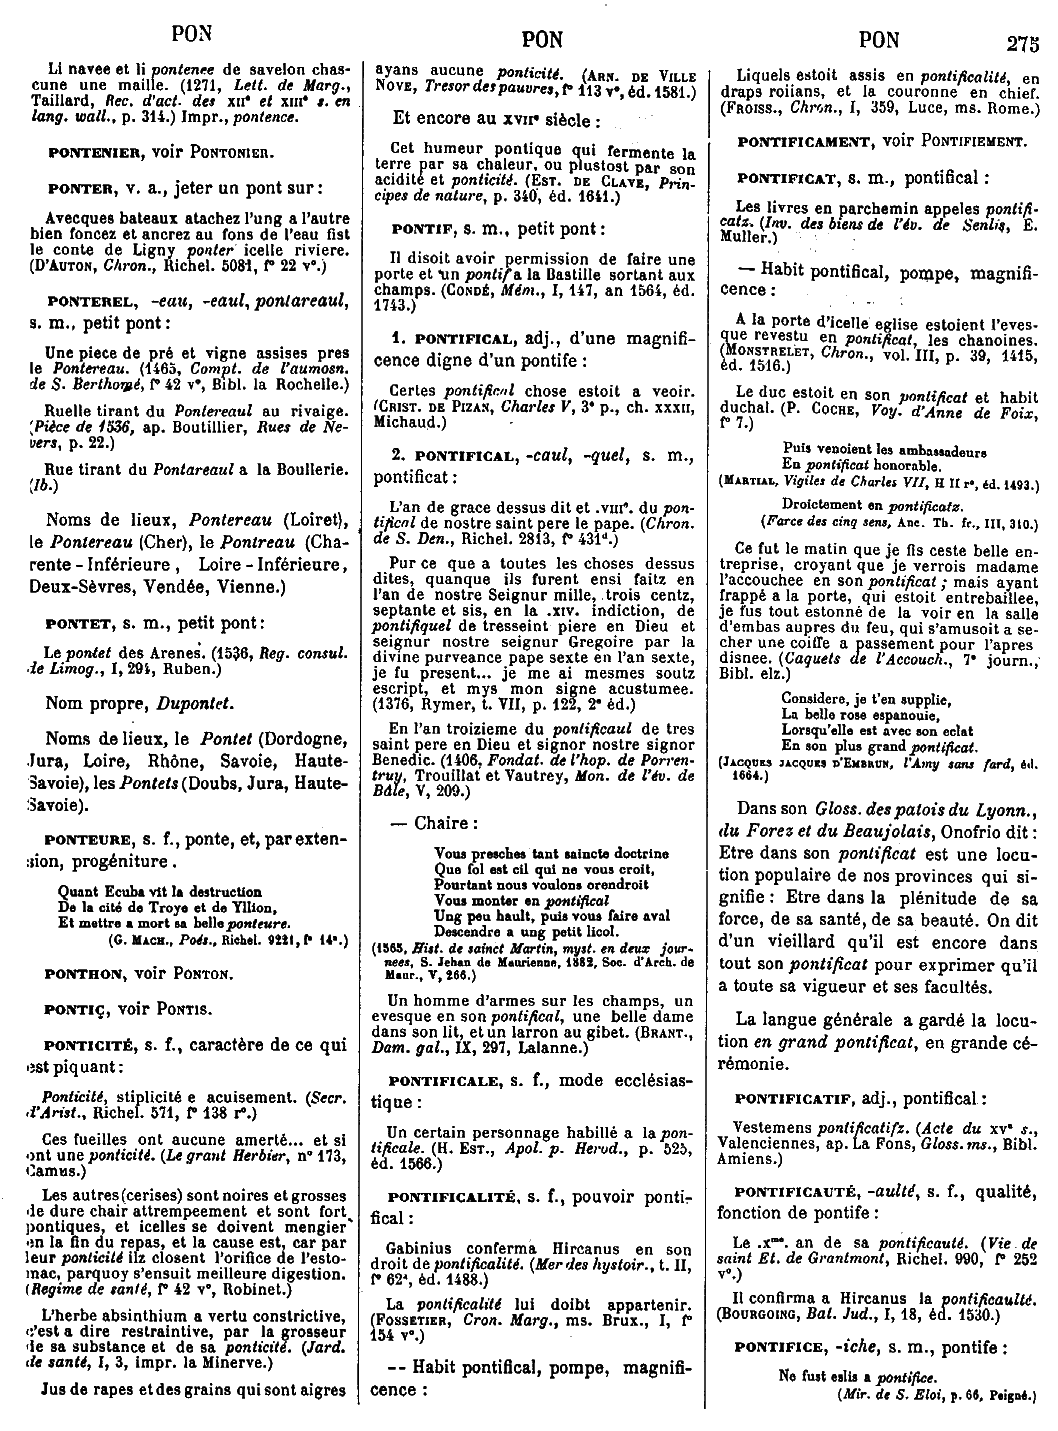 PON
PON
PON 275
Li navee et li pontenee de savelon chas-
cune une maille. (1271, Lett. de Marg.,
Taillard, Rec. d'act. des XIIe et XIIIe s. en
lang. wall., p. 314.) Impr., pontence.
PONTENIER, voir PONTONIER.
PONTER, v. a., jeter un pont sur :
Avecques bateaux atachez l'ung a l'autre
bien foncez et ancrez au fons de l'eau fist
le conte de Ligny ponter icelle riviere.
(D'AUTON, Chron., Richel. 5081, f° 22 v°.)
PONTEREL, -eau, -eaul, pontareaul,
s. m., petit pont :
Une piece de pré et vigne assises pres
le Pontereau. (1465, Compt. de l'aumosn.
de S. Berthomé, f° 42 v°, Bibl. la Rochelle.)
Ruelle tirant du Pontereaul au rivaige.
(Pièce de 1536, ap. Boutillier, Rues de Ne-
vers, p. 22.)
Rue tirant du Pontareaul a la Boullerie.
(Ib.)
Noms de lieux, Pontereau (Loiret),
le Pontereau (Cher), le Pontreau (Cha-
rente-Inférieure, Loire-Inférieure,
Deux-Sèvres, Vendée, Vienne.)
PONTET, s. m., petit pont :
Le pontet des Arenes. (1536, Reg. consul.
de Limog., I, 294, Ruben.)
Nom propre, Dupontet.
Noms de lieux, le Pontet (Dordogne,
Jura, Loire, Rhône, Savoie, Haute-
Savoie), les Pontets (Doubs, Jura, Haute-
Savoie).
PONTEURE, s. f., ponte, et, par exten-
sion, progéniture.
Quant Ecuba vit la destruction
De la cité de Troye et de Yllion,
Et mettre a mort sa belle ponteure.
(G. MACH., Poés., Richel. 9221, f° 14e.)
PONTHON, voir PONTON.
PONTIÇ, voir PONTIS.
PONTICITÉ, s. f., caractère de ce qui
est piquant :
Ponticité, stiplicité e acuisement. (Secr.
d'Arist., Richel. 571, f° 138 r°.)
Ces fueilles ont aucune amerté... et si
ont une ponticité. (Le grant Herbier, n° 173,
Camus.)
Les autres (cerises) sont noires et grosses
de dure chair attrempeement et sont fort
pontiques, et icelles se doivent mengier
en la fin du repas, et la cause est, car par
leur ponticité ilz closent l'orifice de l'esto-
mac, parquoy s'ensuit meilleure digestion.
(Regime de santé, f° 42 v°, Robinet.)
L'herbe absinthium a vertu constrictive,
c'est a dire restraintive, par la grosseur
de sa substance et de sa ponticité. (Jard.
de santé, I, 3, impr. la Minerve.)
Jus de rapes et des grains qui sont aigres
ayans aucune ponticité. (ARN. DE VILLE
NOVE, Tresor des pauvres, f° 113 v°, éd. 1581.)
Et encore au XVIIe siècle :
Cet humeur pontique qui fermente la
terre par sa chaleur, ou plustost par son
acidité et ponticité. (EST. DE CLAVE, Prin-
cipes de nature, p. 340, éd. 1641.)
PONTIF, s. m., petit pont :
Il disoit avoir permission de faire une
porte et un pontif a la Bastille sortant aux
champs. (CONDÉ, Mém., I, 147, an 1564, éd.
1743.)
1. PONTIFICAL, adj., d'une magnifi-
cence digne d'un pontife :
Certes pontifical chose estoit a veoir.
(CRIST. DE PIZAN, Charles V, 3e p., ch. XXXII,
Michaud.)
2. PONTIFICAL, -caul, -quel, s. m.,
pontificat :
L'an de grace dessus dit et .VIIIe. du pon-
tifical de nostre saint pere le pape. (Chron.
de S. Den., Richel. 2813, f° 431d.)
Pur ce que a toutes les choses dessus
dites, quanque ils furent ensi faitz en
l'an de nostre Seignur mille, trois centz,
septante et sis, en la .XIV. indiction, de
pontifiquel de tresseint piere en Dieu et
seignur nostre seignur Gregoire par la
divine purveance pape sexte en l'an sexte,
je fu present... je me ai mesmes soutz
escript, et mys mon signe acustumee.
(1376, Rymer, t. VII, p. 122, 2e éd.)
En l'an troizieme du pontificaul de tres
saint pere en Dieu et signor nostre signor
Benedic. (1406, Fondat. de l'hop. de Porren-
truy, Trouillat et Vautrey, Mon. de l'év. de
Bâle, V, 209.)
— Chaire :
Vous presches tant saincte doctrine
Que fol est cil qui ne vous croit,
Pourtant nous voulons orendroit
Vous monter en pontifical
Ung peu hault, puis vous faire aval
Descendre a ung petit licol.
(1565, Hist. de sainct Martin, myst. en deux jour-
nees, S. Jehan de Maurienne, 1882, Soc. d'Arch. de
Maur., V, 266.)
Un homme d'armes sur les champs, un
evesque en son pontifical, une belle dame
dans son lit, et un larron au gibet. (BRANT.,
Dam. gal., IX, 297, Lalanne.)
PONTIFICALE, s. f., mode ecclésias-
tique :
Un certain personnage habillé a la pon-
tificale. (H. EST., Apol. p. Herod., p. 525,
éd. 1566.)
PONTIFICALITÉ, s. f., pouvoir ponti-
fical :
Gabinius conferma Hircanus en son
droit de pontificalité. (Mer des hystoir., t. II,
f° 62a, éd. 1488.)
La pontificalité lui doibt appartenir.
(FOSSETIER, Cron. Marg., ms. Brux., I, f°
154 v°.)
— Habit pontifical, pompe, magnifi-
cence :
Liquels estoit assis en pontificalité, en
draps roiians, et la couronne en chief.
(FROISS., Chron., I, 359, Luce, ms. Rome.)
PONTIFICAMENT, voir PONTIFIEMENT.
PONTIFICAT, s. m., pontifical :
Les livres en parchemin appeles pontifi-
catz. (Inv. des biens de l'év. de Senlis, E.
Muller.)
— Habit pontifical, pompe, magnifi-
cence :
A la porte d'icelle eglise estoient l'eves-
que revestu en pontificat, les chanoines.
(MONSTRELET, Chron., vol. III, p. 39, 1415,
éd. 1516.)
Le duc estoit en son pontificat et habit
duchal. (P. COCHE, Voy. d'Anne de Foix,
f° 7.)
Puis venoient les ambassadeurs
En pontificat honorable.
(MARTIAL, Vigiles de Charles VII, H II r°, éd. 1493.)
Droictement en pontificatz.
(Farce des cinq sens, Anc. Th. fr., III, 310.)
Ce fut le matin que je fis ceste belle en-
treprise, croyant que je verrois madame
l'accouchee en son pontificat ; mais ayant
frappé a la porte, qui estoit entrebaillee,
je fus tout estonné de la voir en la salle
d'embas aupres du feu, qui s'amusoit a se-
cher une coiffe a passement pour l'apres
disnee. (Caquets de l'Accouch., 7e journ.,
Bibl. elz.)
Considere, je t'en supplie,
La belle rose espanouie,
Lorsqu'elle est avec son eclat
En son plus grand pontificat.
(JACQUES JACQUES D'EMBRUN, l'Amy sans fard, éd.
1664.)
Dans son Gloss. des patois du Lyonn.,
du Forez et du Beaujolais, Onofrio dit :
Etre dans son pontificat est une locu-
tion populaire de nos provinces qui si-
gnifie : Etre dans la plénitude de sa
force, de sa santé, de sa beauté. On dit
d'un vieillard qu'il est encore dans
tout son pontificat pour exprimer qu'il
a toute sa vigueur et ses facultés.
La langue générale a gardé la locu-
tion en grand pontificat, en grande cé-
rémonie.
PONTIFICATIF, adj., pontifical :
Vestemens pontificatifz. (Acte du XVe s.,
Valenciennes, ap. La Fons, Gloss. ms., Bibl.
Amiens.)
PONTIFICAUTÉ, -aulté, s. f., qualité,
fonction de pontife :
Le .Xme. an de sa pontificauté. (Vie de
saint Et. de Grantmont, Richel. 990, f° 252
v°.)
Il confirma a Hircanus la pontificaulté.
(BOURGOING, Bat. Jud., I, 18, éd. 1530.)
PONTIFICE, -iche, s. m., pontife :
Ne fust eslis a pontifice.
(Mir. de S. Eloi, p. 66, Peigné.)